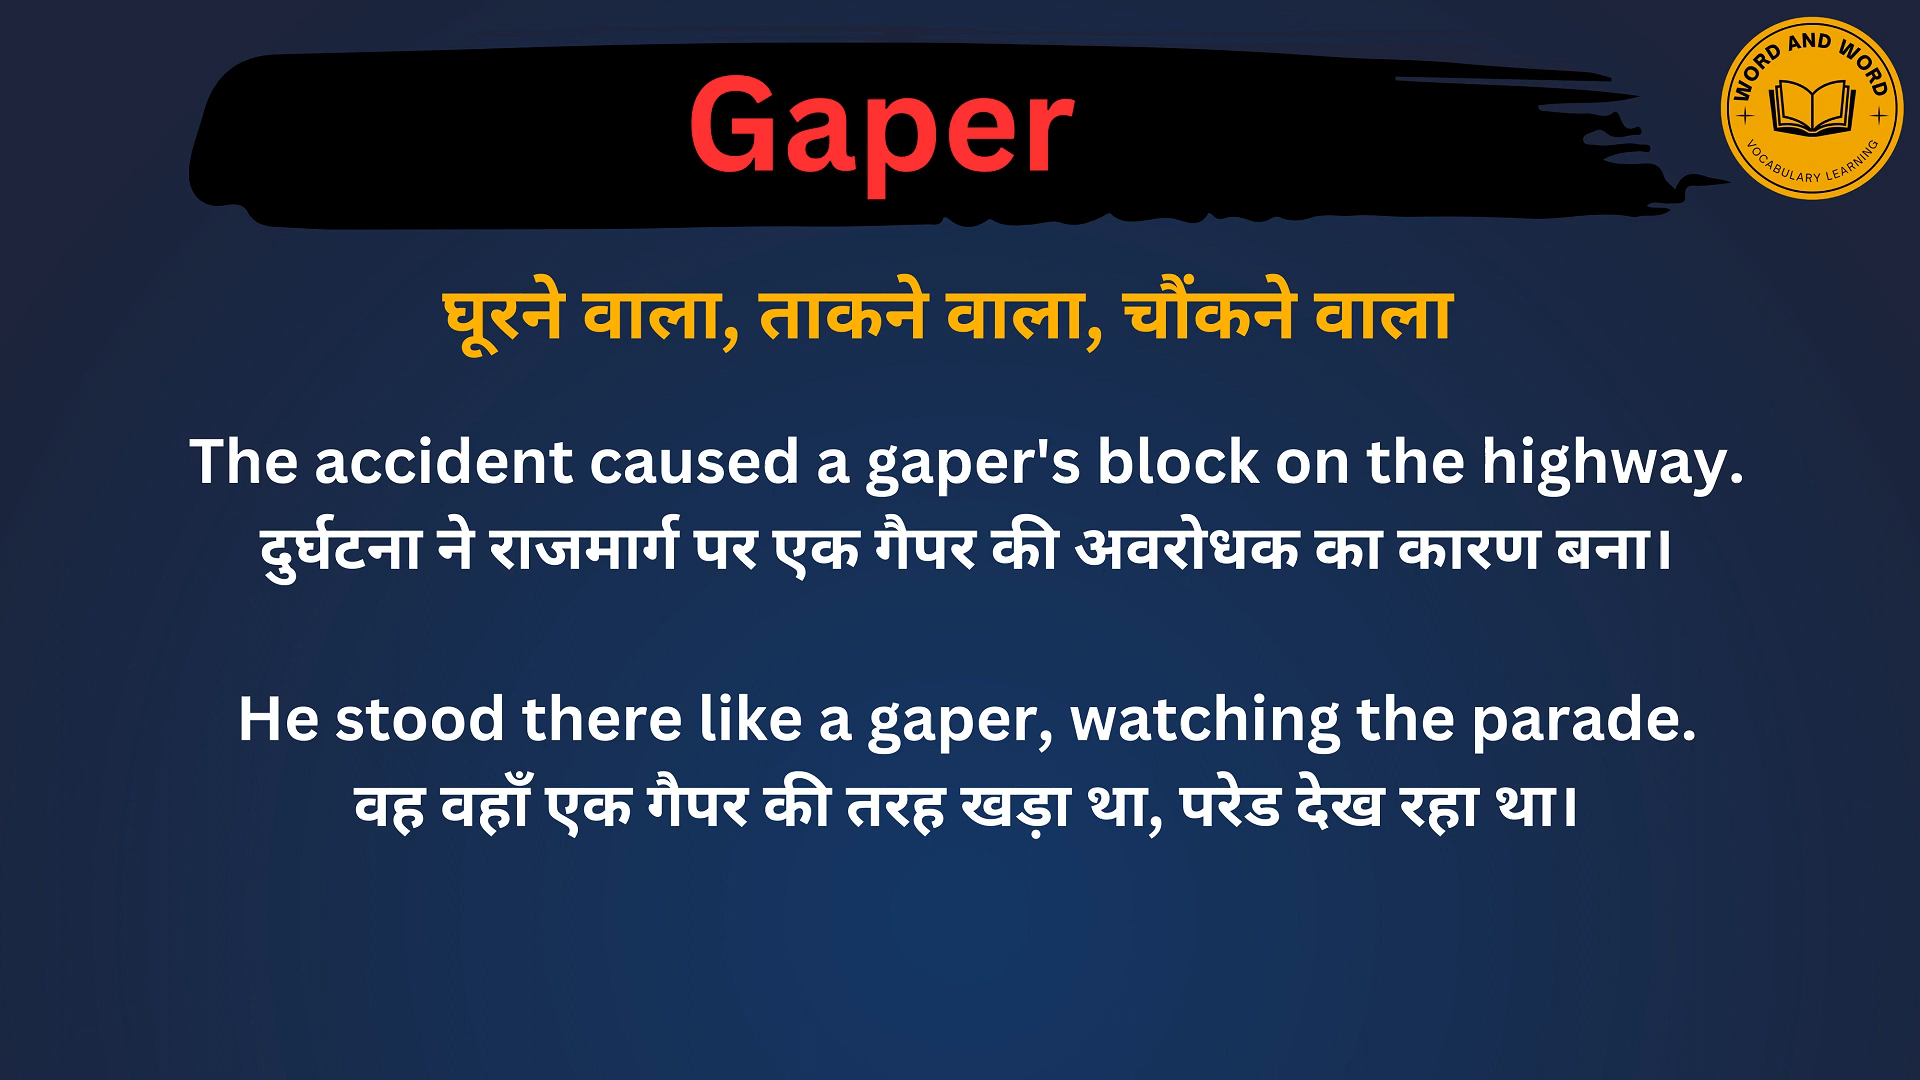 Gaper
WORD AND WORD
VOCABULARY LEARNING
घूरने वाला, ताकने वाला, चौंकने वाला
The accident caused a gaper's block on the highway.
दुर्घटना ने राजमार्ग पर एक गैपर की अवरोधक का कारण बना।
He stood there like a gaper, watching the parade.
वह वहाँ एक गैपर की तरह खड़ा था, परेड देख रहा था।